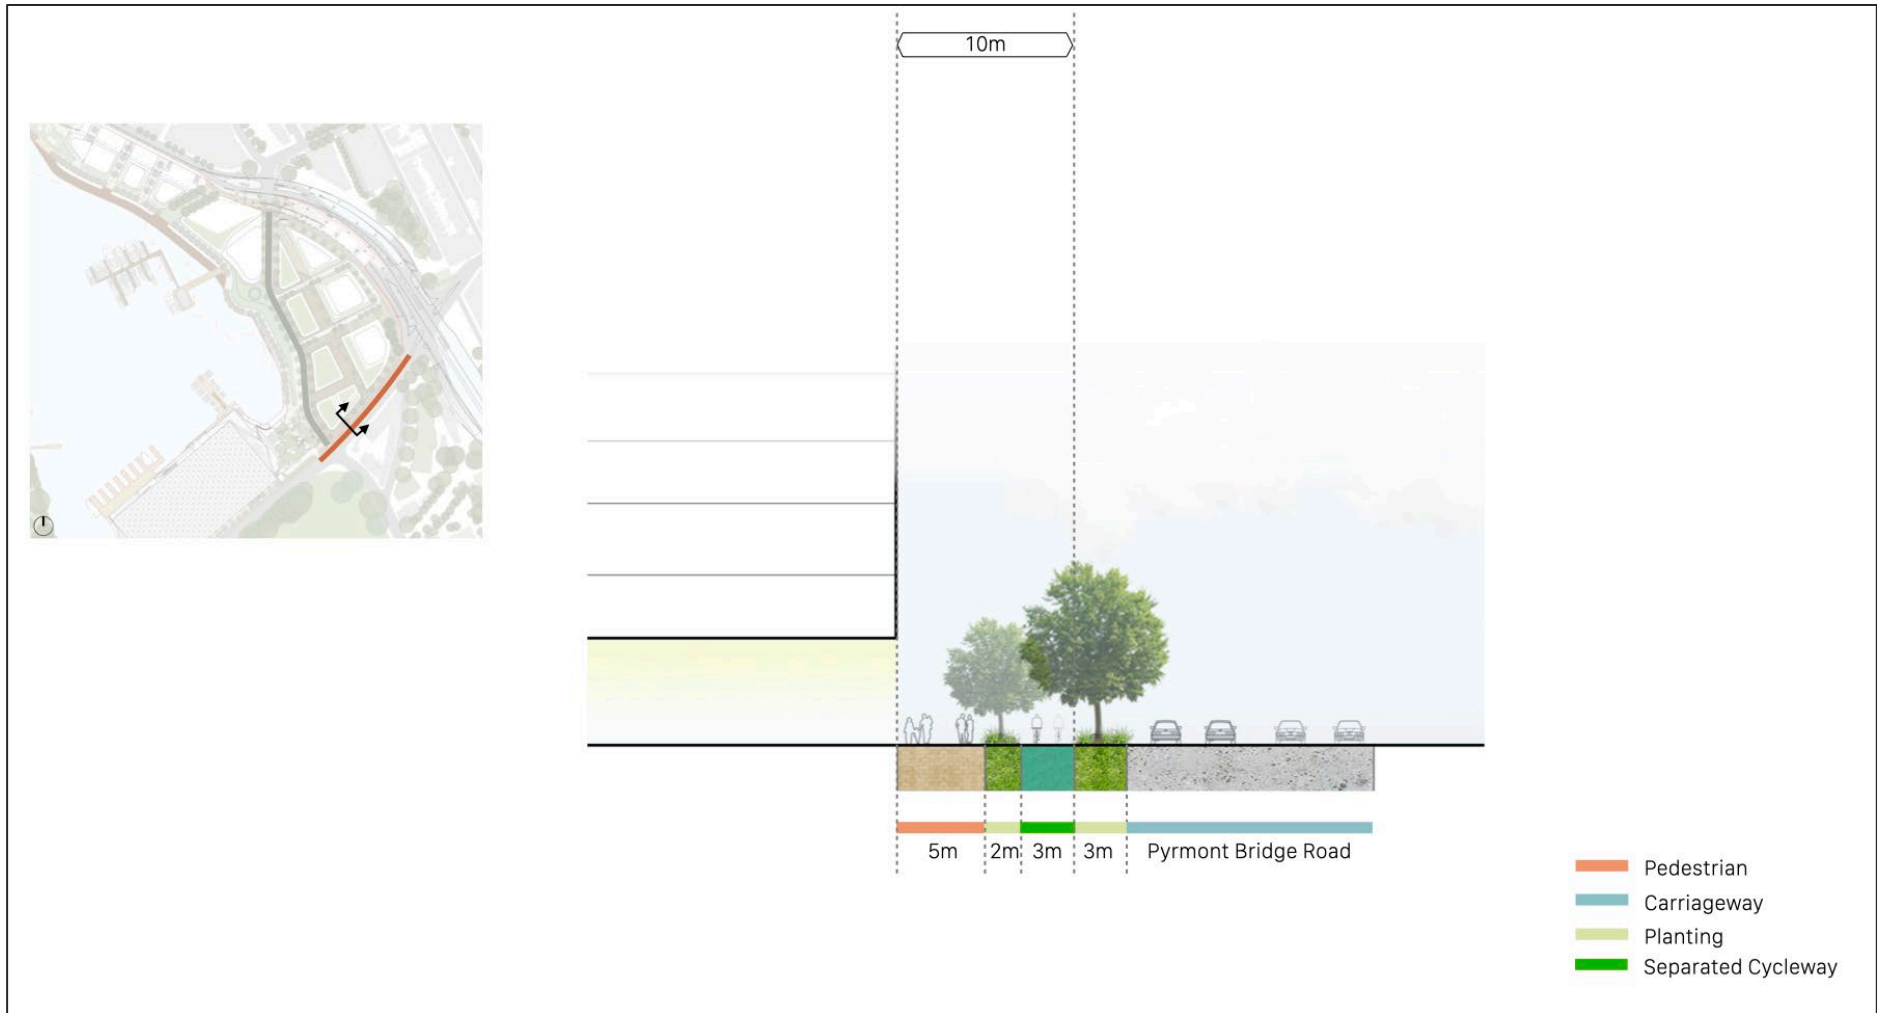 10m
5m 2m 3m 3m Pyrmont Bridge Road
Pedestrian
Carriageway
Planting
Separated Cycleway